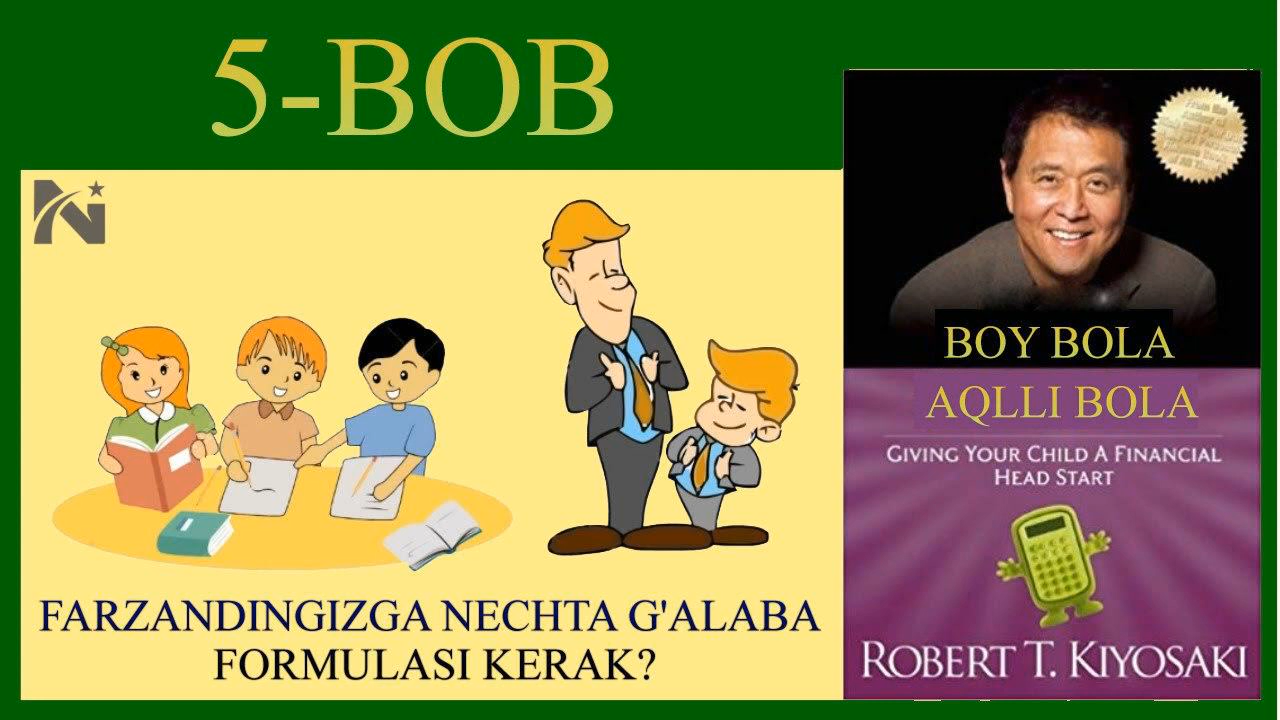 5-BOB
FARZANDINGIZGA NECHTA G'ALABA
FORMULASI KERAK?
BOY BOLA
AQLLI BOLA
GIVING YOUR CHILD A FINANCIAL
HEAD START
ROBERT T. KIYOSAKI